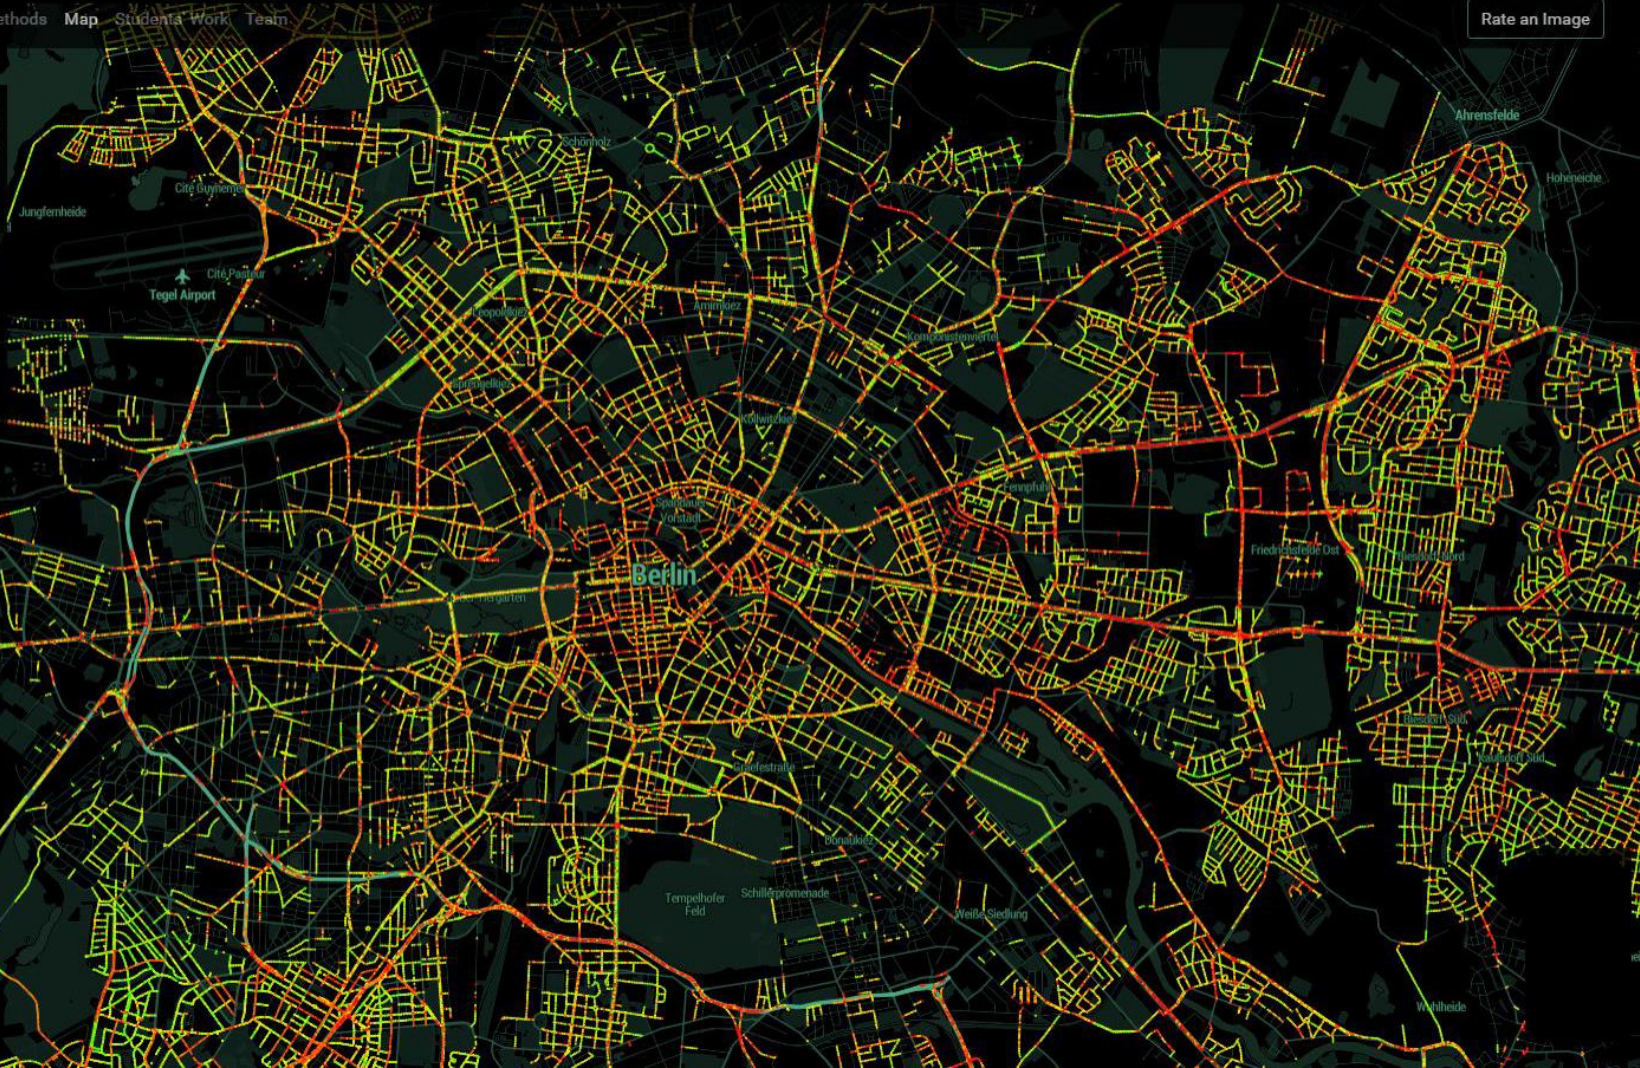 ethods Map Students' Work Team
Rate an Image
Ahrensfelde
Schönholz
Hoheneiche
Cité Guynemer
Jungfernheide
Cité Pasteur
Tegel Airport
Arnimkiez
Leopoldkiez
Komponistenviertel
Sprengelkiez
Kollwitzkiez
Fennpfuhl
Spandauer
Vorstadt
Friedrichsfelde Ost
Biesdorf Nord
Berlin
Tiergarten
Biesdorf Süd
Kaulsdorf Süd
Graefestraße
Donaukiez
Schillerpromenade
Tempelhofer
Feld
Weiße Siedlung
Wuhlheide